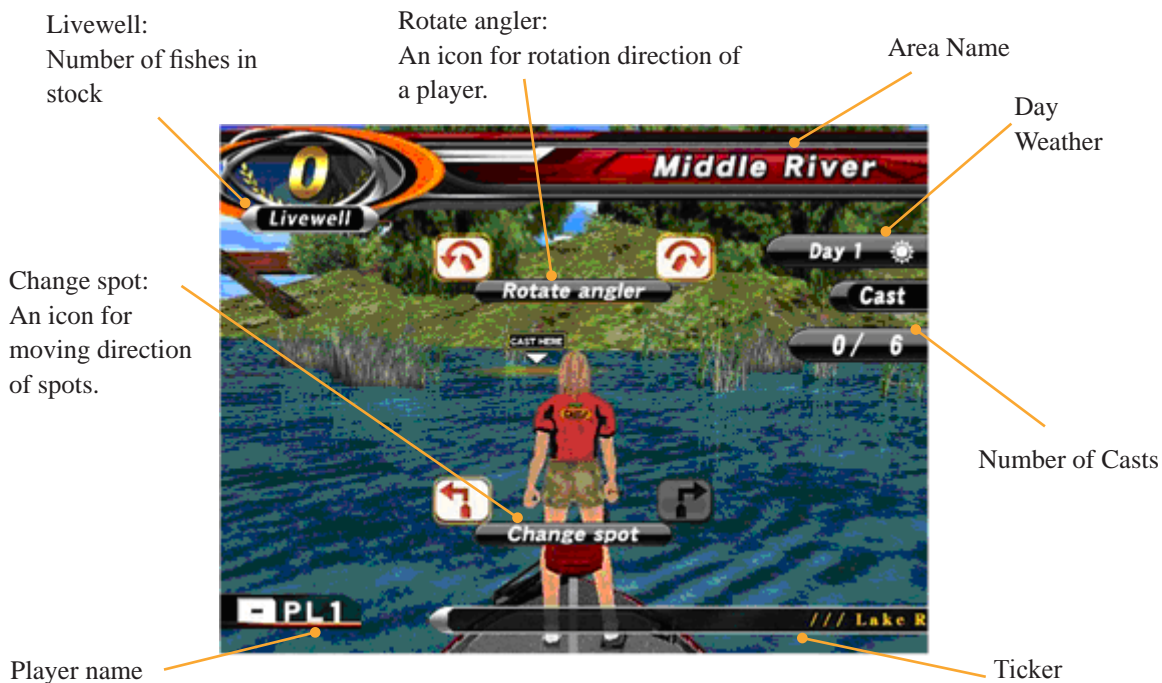 Livewell:
Number of fishes in
stock
Rotate angler:
An icon for rotation direction of
a player.
Area Name
Day
Weather
0
Livewell
Middle River
Day 1
Rotate angler
Cast
0/ 6
CAST HERE
Change spot:
An icon for
moving direction
of spots.
Number of Casts
Change spot
PL1
/// Lake R
Player name
Ticker